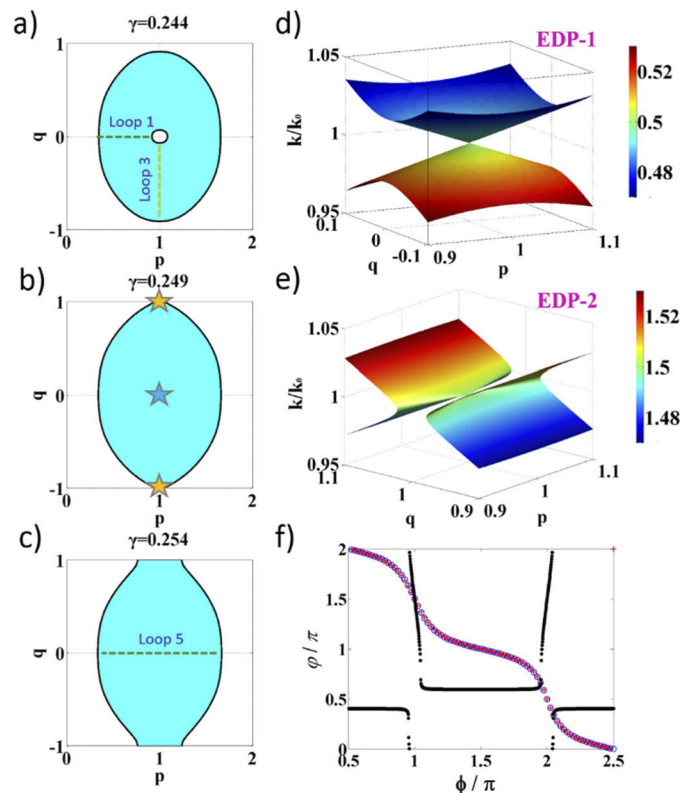 a)
γ=0.244
1
q
0
Loop 1
Loop 3
-1
0
1
2
p
b)
γ=0.249
1
q
0
-1
0
1
2
p
c)
γ=0.254
1
q
0
Loop 5
-1
0
1
2
p
d)
EDP-1
1.05
k/k₀
1
0.95
0.1
0
-0.1
q
0.9
1
1.1
p
0.52
0.5
0.48
e)
EDP-2
1.05
k/k₀
1
0.95
1.1
1
0.9
q
0.9
1
1.1
p
1.52
1.5
1.48
f)
2
1.5
φ/π
1
0.5
0
0.5
1
1.5
2
2.5
ϕ/π